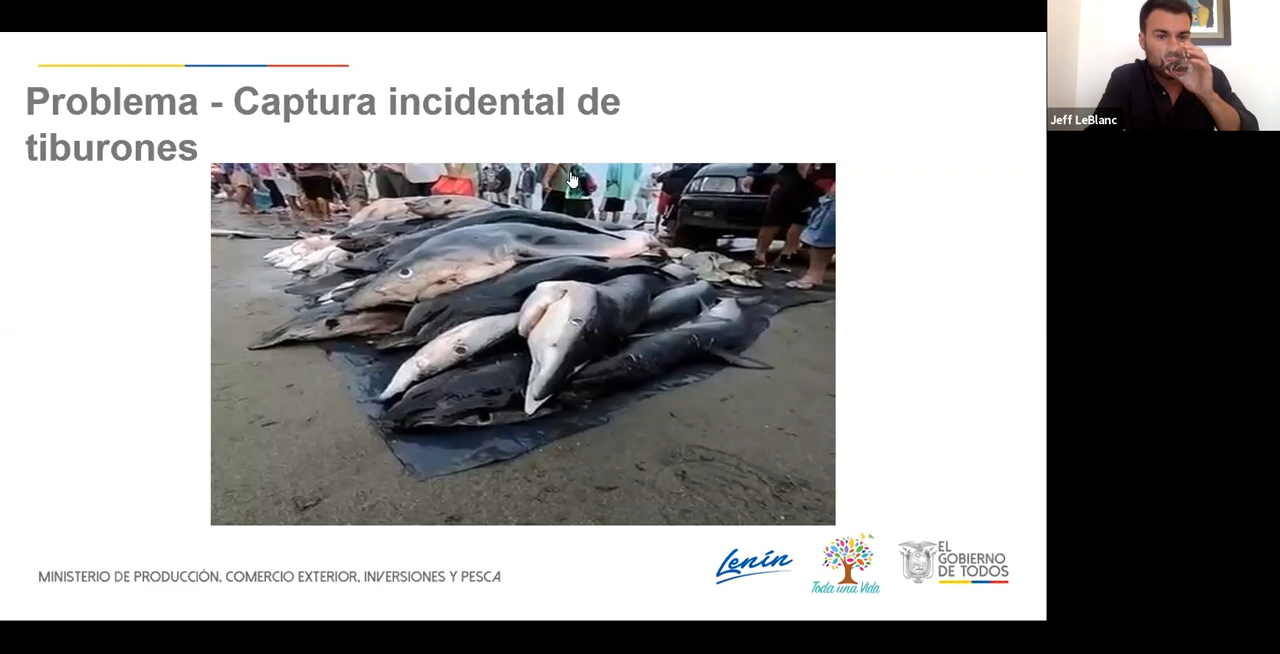 Problema - Captura incidental de
tiburones
Jeff LeBlanc
MINISTERIO DE PRODUCCIÓN, COMERCIO EXTERIOR, INVERSIONES Y PESCA
Lenín
Toda una Vida
EL
GOBIERNO
DE TODOS